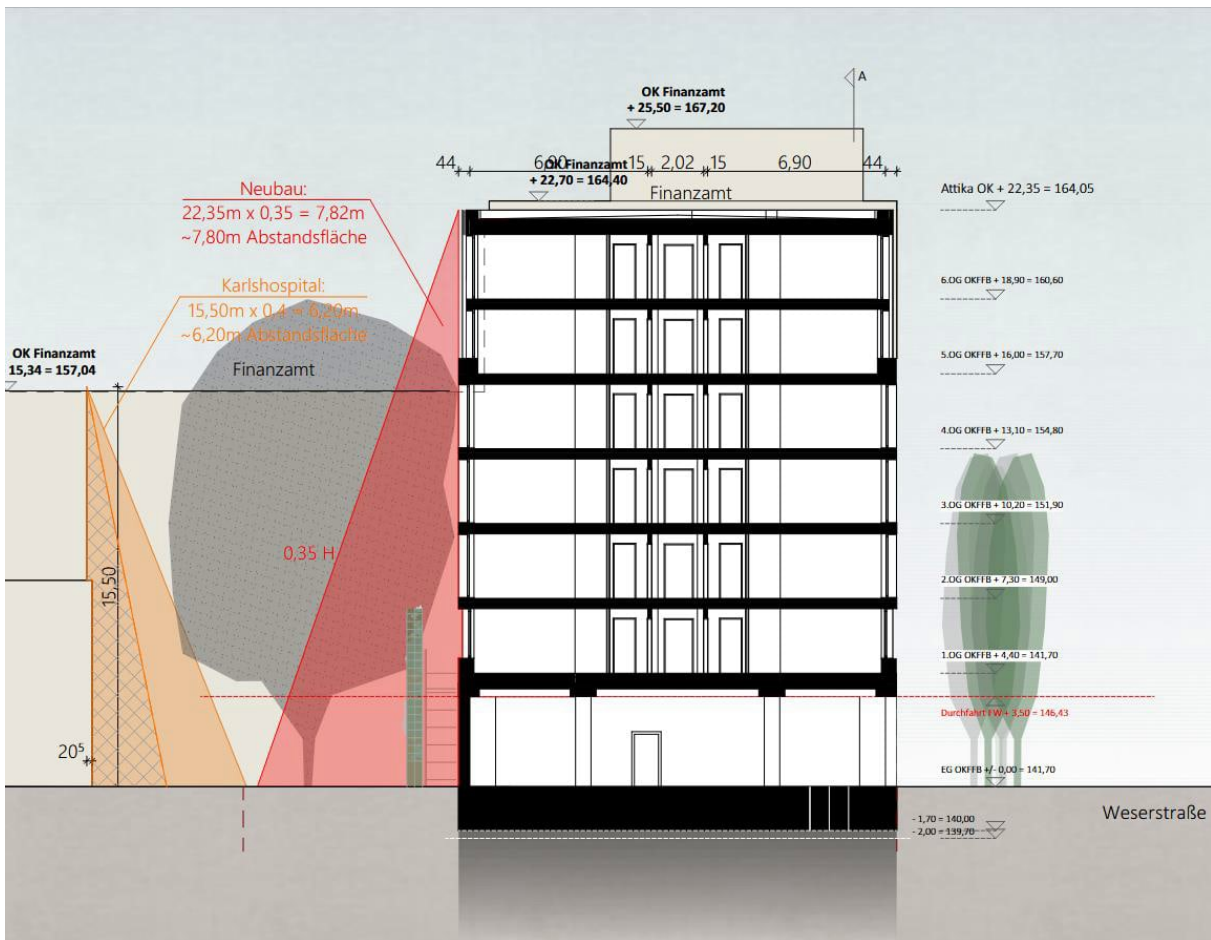 A
OK Finanzamt
+ 25,50 = 167,20
44
6,90
15
2,02
15
6,90
44
OK Finanzamt
+ 22,70 = 164,40
Finanzamt
Attika OK + 22,35 = 164,05
Neubau:
22,35m x 0,35 = 7,82m
~7,80m Abstandsfläche
Karlshospital:
15,50m x 0,4 = 6,20m
~6,20m Abstandsfläche
6.OG OKFFB + 18,90 = 160,60
OK Finanzamt
15,34 = 157,04
Finanzamt
5.OG OKFFB + 16,00 = 157,70
4.OG OKFFB + 13,10 = 154,80
3.OG OKFFB + 10,20 = 151,90
0,35 H
15,50
2.OG OKFFB + 7,30 = 149,00
1.OG OKFFB + 4,40 = 141,70
Durchfahrt FW + 3,50 = 146,43
20⁵
EG OKFFB +/- 0,00 = 141,70
Weserstraße
- 1,70 = 140,00
- 2,00 = 139,70